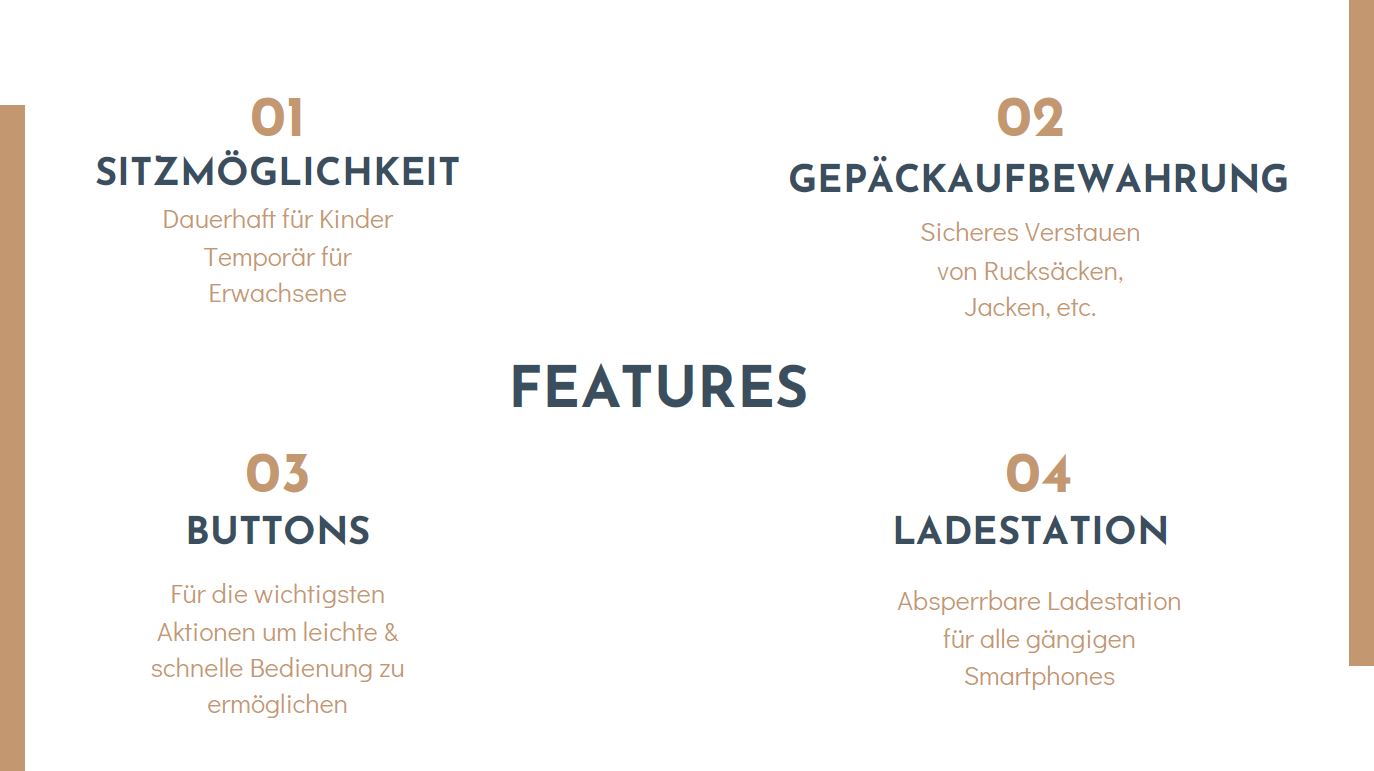 01
SITZMÖGLICHKEIT
Dauerhaft für Kinder
Temporär für
Erwachsene
02
GEPÄCKAUFBEWAHRUNG
Sicheres Verstauen
von Rucksäcken,
Jacken, etc.
FEATURES
03
BUTTONS
Für die wichtigsten
Aktionen um leichte &
schnelle Bedienung zu
ermöglichen
04
LADESTATION
Absperrbare Ladestation
für alle gängigen
Smartphones